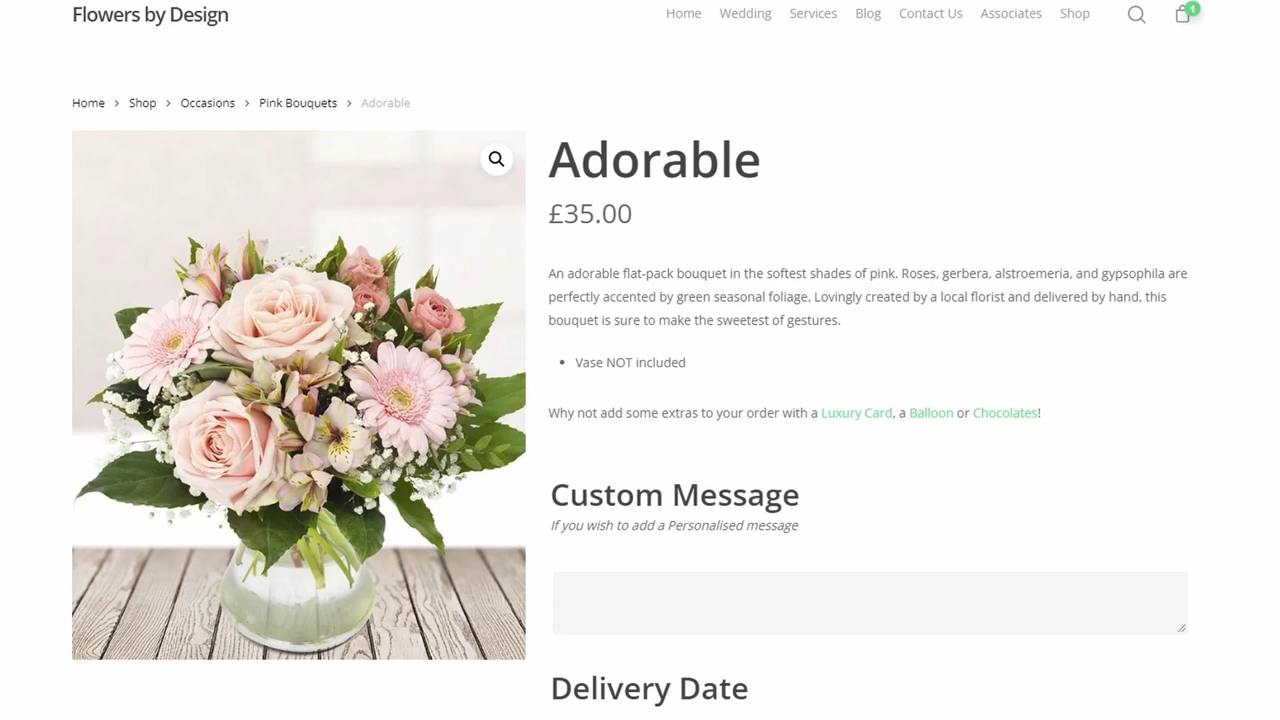 Flowers by Design
Home Wedding Services Blog Contact Us Associates Shop
1
Home > Shop > Occasions > Pink Bouquets > Adorable
Adorable
£35.00
An adorable flat-pack bouquet in the softest shades of pink. Roses, gerbera, alstroemeria, and gypsophila are
perfectly accented by green seasonal foliage. Lovingly created by a local florist and delivered by hand, this
bouquet is sure to make the sweetest of gestures.
• Vase NOT included
Why not add some extras to your order with a Luxury Card, a Balloon or Chocolates!
Custom Message
If you wish to add a Personalised message
Delivery Date